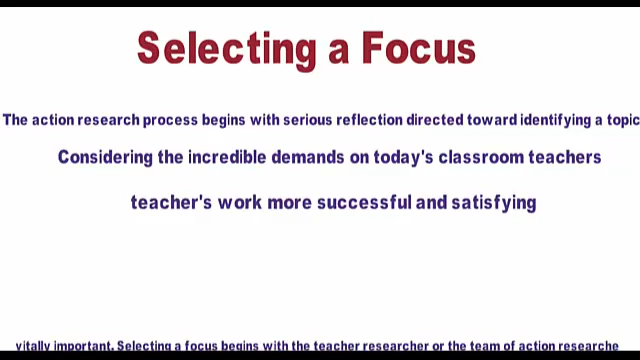 Selecting a Focus
The action research process begins with serious reflection directed toward identifying a topic
Considering the incredible demands on today's classroom teachers
teacher's work more successful and satisfying
vitally important. Selecting a focus begins with the teacher researcher or the team of action researche